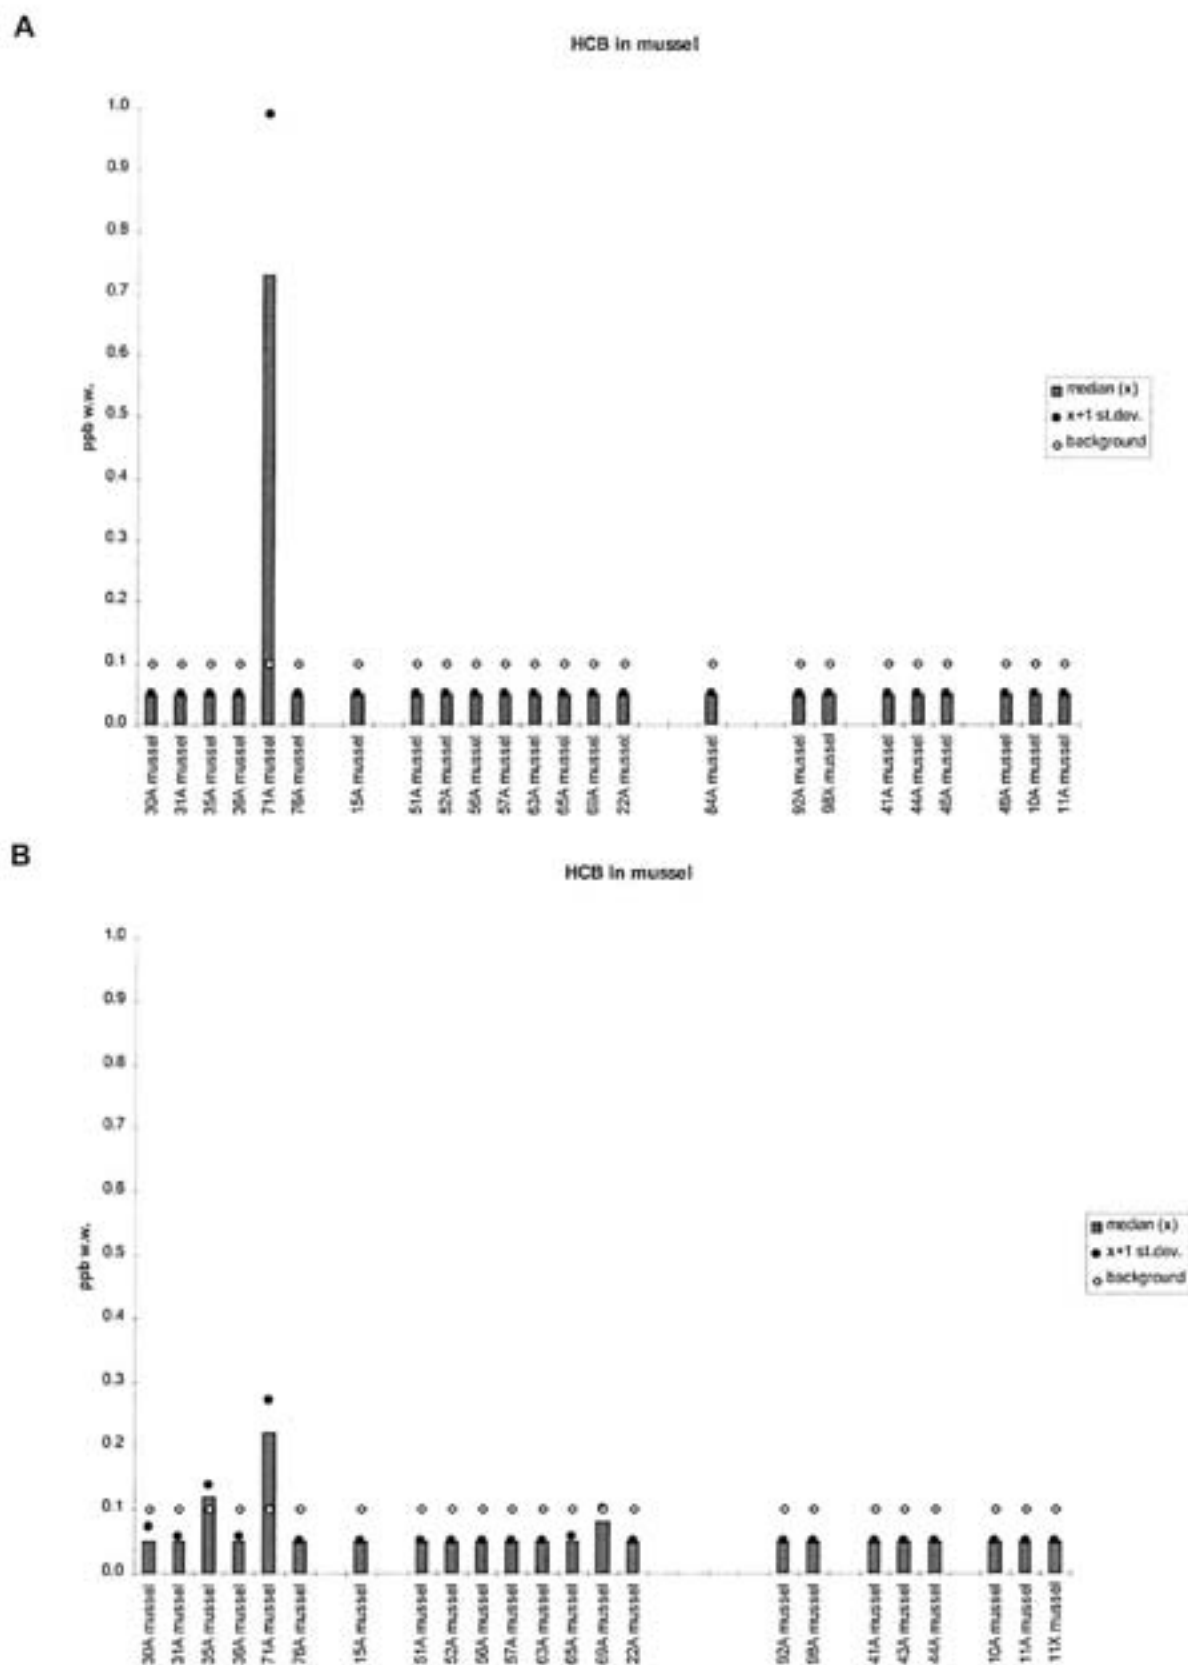 A
HCB in mussel
1.0
0.9
0.8
0.7
0.6
0.5
0.4
0.3
0.2
0.1
0.0
ppb w.w.
median (x)
x+1 st.dev.
background
30A mussel
31A mussel
35A mussel
36A mussel
71A mussel
76A mussel
15A mussel
51A mussel
52A mussel
56A mussel
57A mussel
63A mussel
65A mussel
69A mussel
22A mussel
84A mussel
92A mussel
98X mussel
41A mussel
44A mussel
46A mussel
48A mussel
10A mussel
11A mussel
B
HCB in mussel
1.0
0.9
0.8
0.7
0.6
0.5
0.4
0.3
0.2
0.1
0.0
ppb w.w.
median (x)
x+1 st.dev.
background
30A mussel
31A mussel
35A mussel
36A mussel
71A mussel
76A mussel
15A mussel
51A mussel
52A mussel
56A mussel
57A mussel
63A mussel
65A mussel
69A mussel
22A mussel
92A mussel
98A mussel
41A mussel
43A mussel
44A mussel
10A mussel
11A mussel
11X mussel